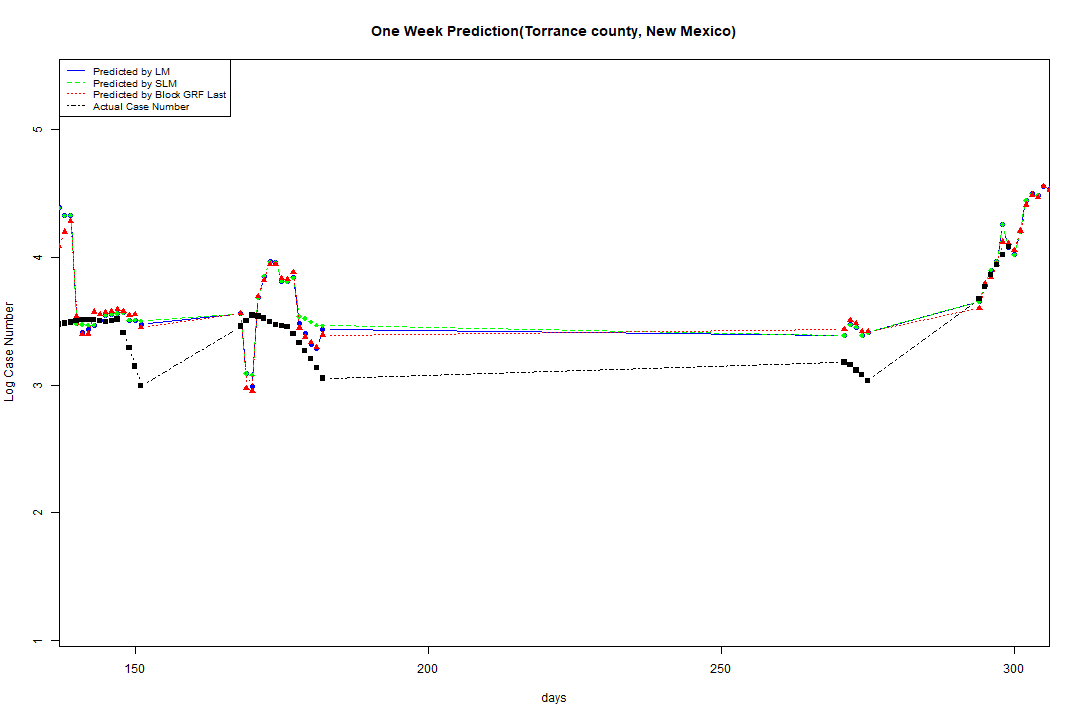 One Week Prediction(Torrance county, New Mexico)
Predicted by LM
Predicted by SLM
Predicted by Block GRF Last
Actual Case Number
5
4
3
2
1
Log Case Number
150 200 250 300
days